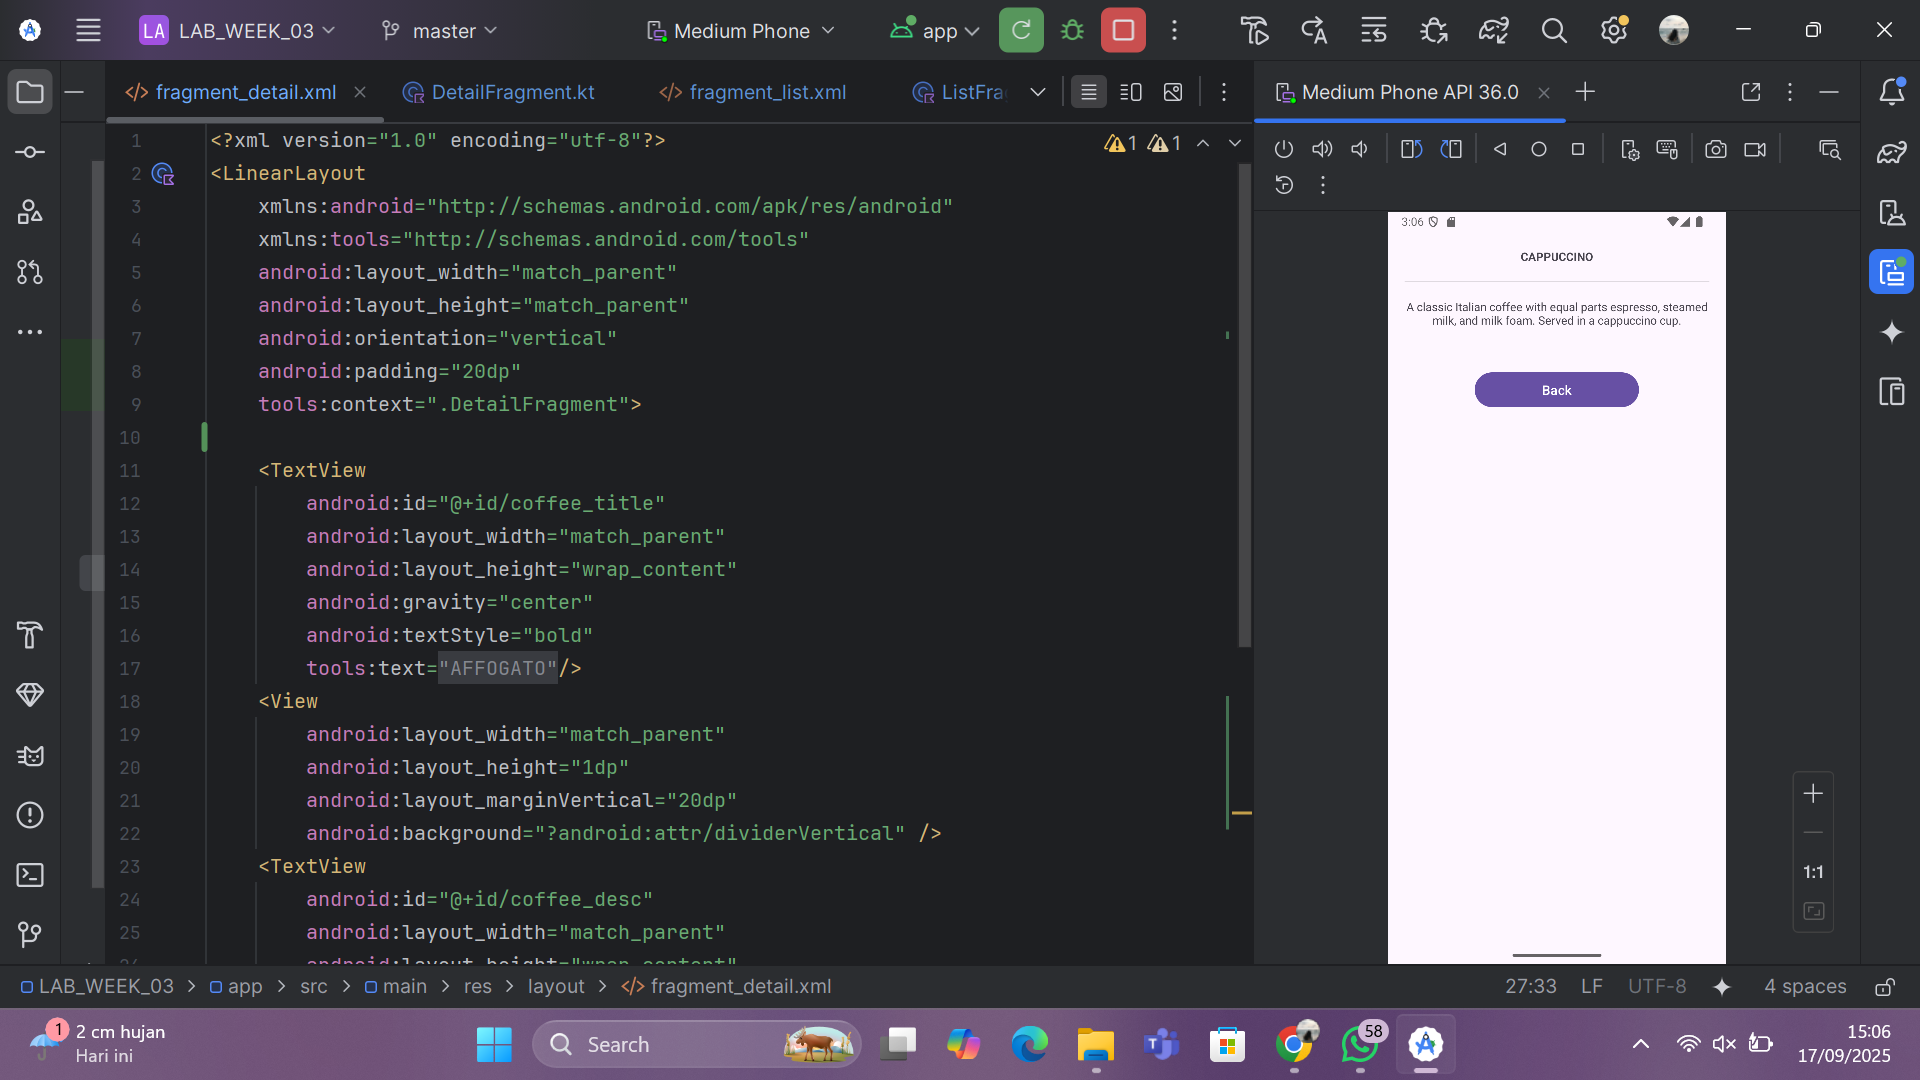 LA LAB_WEEK_03 master Medium Phone app
fragment_detail.xml DetailFragment.kt fragment_list.xml ListFra
Medium Phone API 36.0
1 <?xml version="1.0" encoding="utf-8"?>
1 1
2 <LinearLayout
3 xmlns:android="http://schemas.android.com/apk/res/android"
4 xmlns:tools="http://schemas.android.com/tools"
5 android:layout_width="match_parent"
6 android:layout_height="match_parent"
7 android:orientation="vertical"
8 android:padding="20dp"
9 tools:context=".DetailFragment">
10
11 <TextView
12 android:id="@+id/coffee_title"
13 android:layout_width="match_parent"
14 android:layout_height="wrap_content"
15 android:gravity="center"
16 android:textStyle="bold"
17 tools:text="AFFOGATO"/>
18 <View
19 android:layout_width="match_parent"
20 android:layout_height="1dp"
21 android:layout_marginVertical="20dp"
22 android:background="?android:attr/dividerVertical" />
23 <TextView
24 android:id="@+id/coffee_desc"
25 android:layout_width="match_parent"
3:06
CAPPUCCINO
A classic Italian coffee with equal parts espresso, steamed
milk, and milk foam. Served in a cappuccino cup.
Back
1:1
LAB_WEEK_03 > app > src > main > res > layout > fragment_detail.xml
27:33 LF UTF-8 4 spaces
1
2 cm hujan
Hari ini
Search
58
15:06
17/09/2025